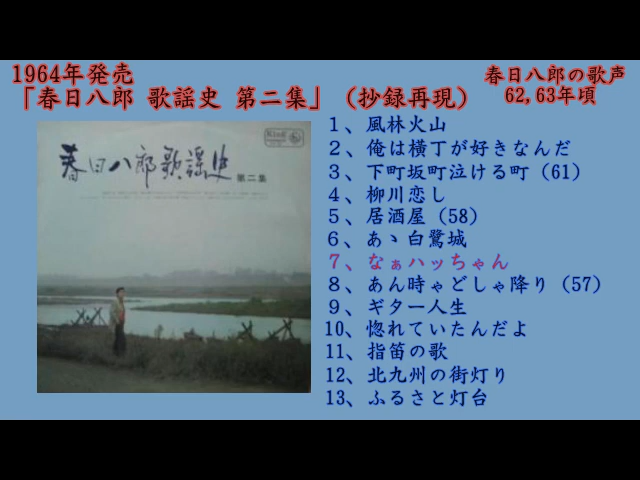 1964年発売
「春日八郎 歌謡史 第二集」（抄録再現）
春日八郎の歌声
62,63年頃
King
春日八郎歌謡史
第二集
１、風林火山
２、俺は横丁が好きなんだ
３、下町坂町泣ける町（61）
４、柳川恋し
５、居酒屋（58）
６、あゝ白鷺城
７、なぁハッちゃん
８、あん時ゃどしゃ降り（57）
９、ギター人生
10、惚れていたんだよ
11、指笛の歌
12、北九州の街灯り
13、ふるさと灯台